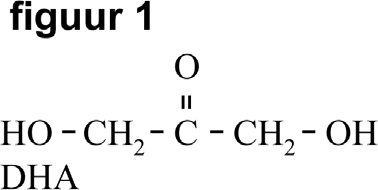 figuur 1
O
=
HO – CH₂ – C – CH₂ – OH
DHA